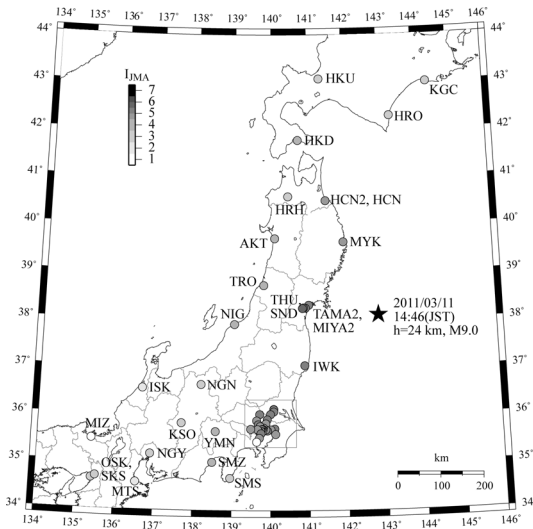 134° 135° 136° 137° 138° 139° 140° 141° 142° 143° 144° 145° 146°
44° 44°
43° 43°
42° 42°
41° 41°
40° 40°
39° 39°
38° 38°
37° 37°
36° 36°
35° 35°
34° 34°
134° 135° 136° 137° 138° 139° 140° 141° 142° 143° 144° 145° 146°
IJMA
7
6
5
4
3
2
1
HKU
KGC
HRO
HKD
HRH
HCN2, HCN
AKT
MYK
TRO
THU
SND
TAMA2,
MIYA2
NIG
2011/03/11
14:46(JST)
h=24 km, M9.0
IWK
ISK
NGN
MIZ
KSO
YMN
OSK,
SKS
NGY
MTS
SMZ
SMS
km
0 100 200